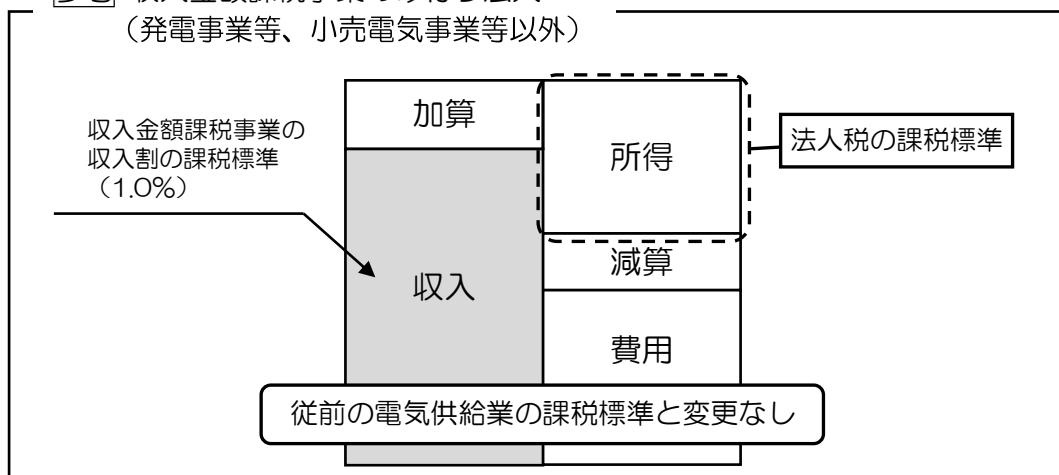 (発電事業等、小売電気事業等以外)
加算
所得
法人税の課税標準
収入金額課税事業の
収入割の課税標準
(1.0%)
減算
収入
費用
従前の電気供給業の課税標準と変更なし